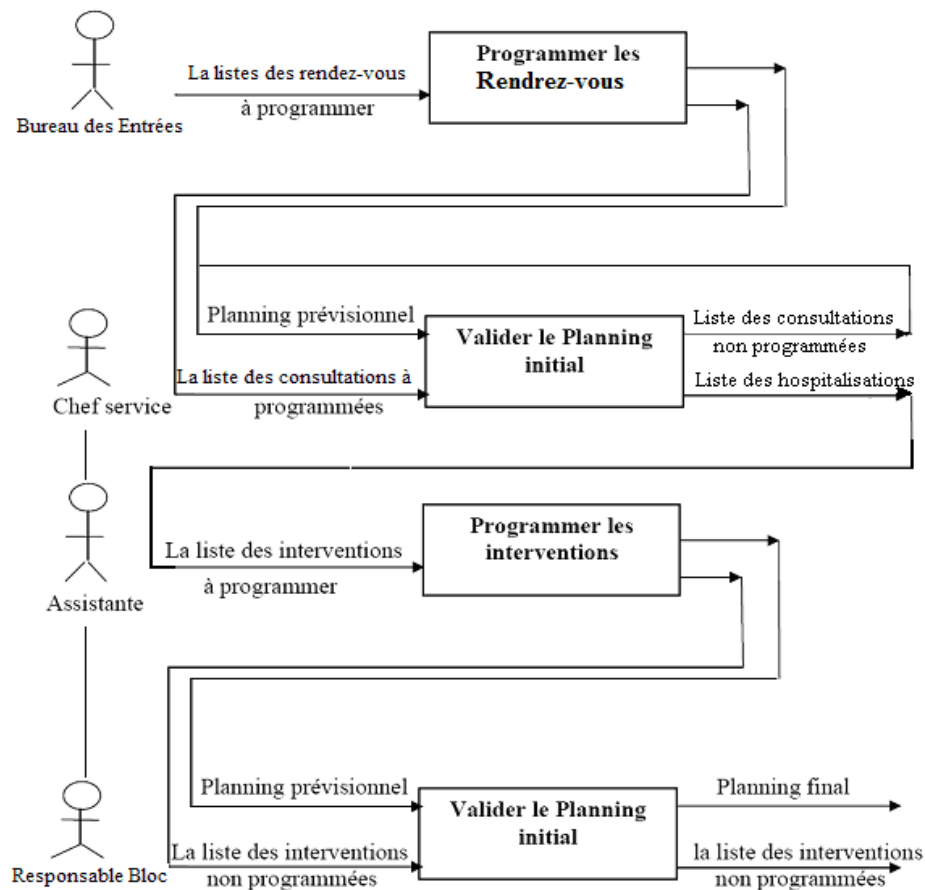 Programmer les
Rendrez-vous
La listes des rendez-vous
à programmer
Bureau des Entrées
Planning prévisionnel
Valider le Planning
initial
Liste des consultations
non programmées
La liste des consultations à
programmées
Liste des hospitalisations
Chef service
Programmer les
interventions
La liste des interventions
à programmer
Assistante
Planning prévisionnel
Valider le Planning
initial
Planning final
La liste des interventions
non programmées
la liste des interventions
non programmées
Responsable Bloc